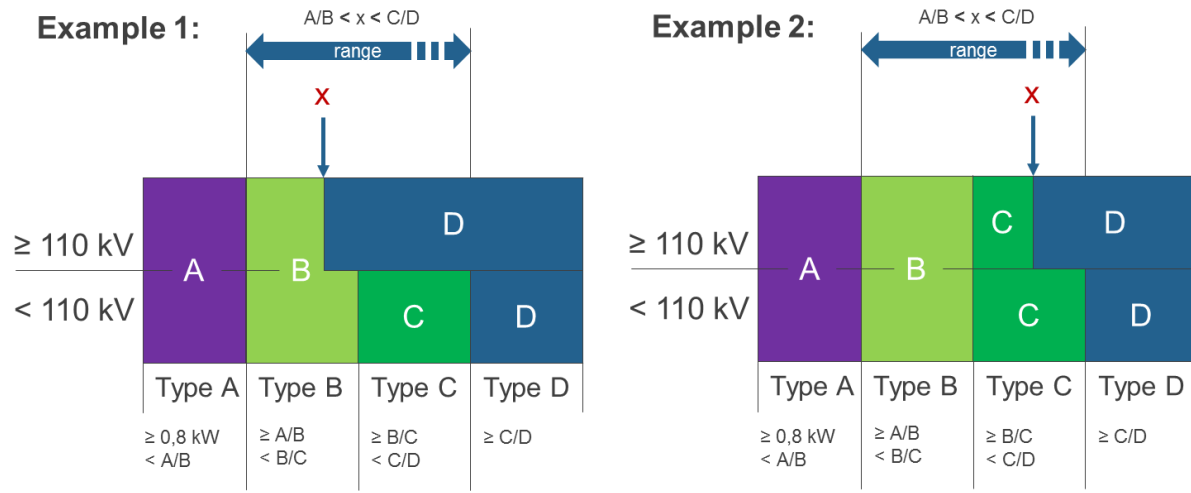 Example 1:
A/B < x < C/D
range
x
≥ 110 kV
< 110 kV
A
B
D
C
D
Type A
Type B
Type C
Type D
≥ 0,8 kW
< A/B
≥ A/B
< B/C
≥ B/C
< C/D
≥ C/D
Example 2:
A/B < x < C/D
range
x
≥ 110 kV
< 110 kV
A
B
C
D
C
D
Type A
Type B
Type C
Type D
≥ 0,8 kW
< A/B
≥ A/B
< B/C
≥ B/C
< C/D
≥ C/D